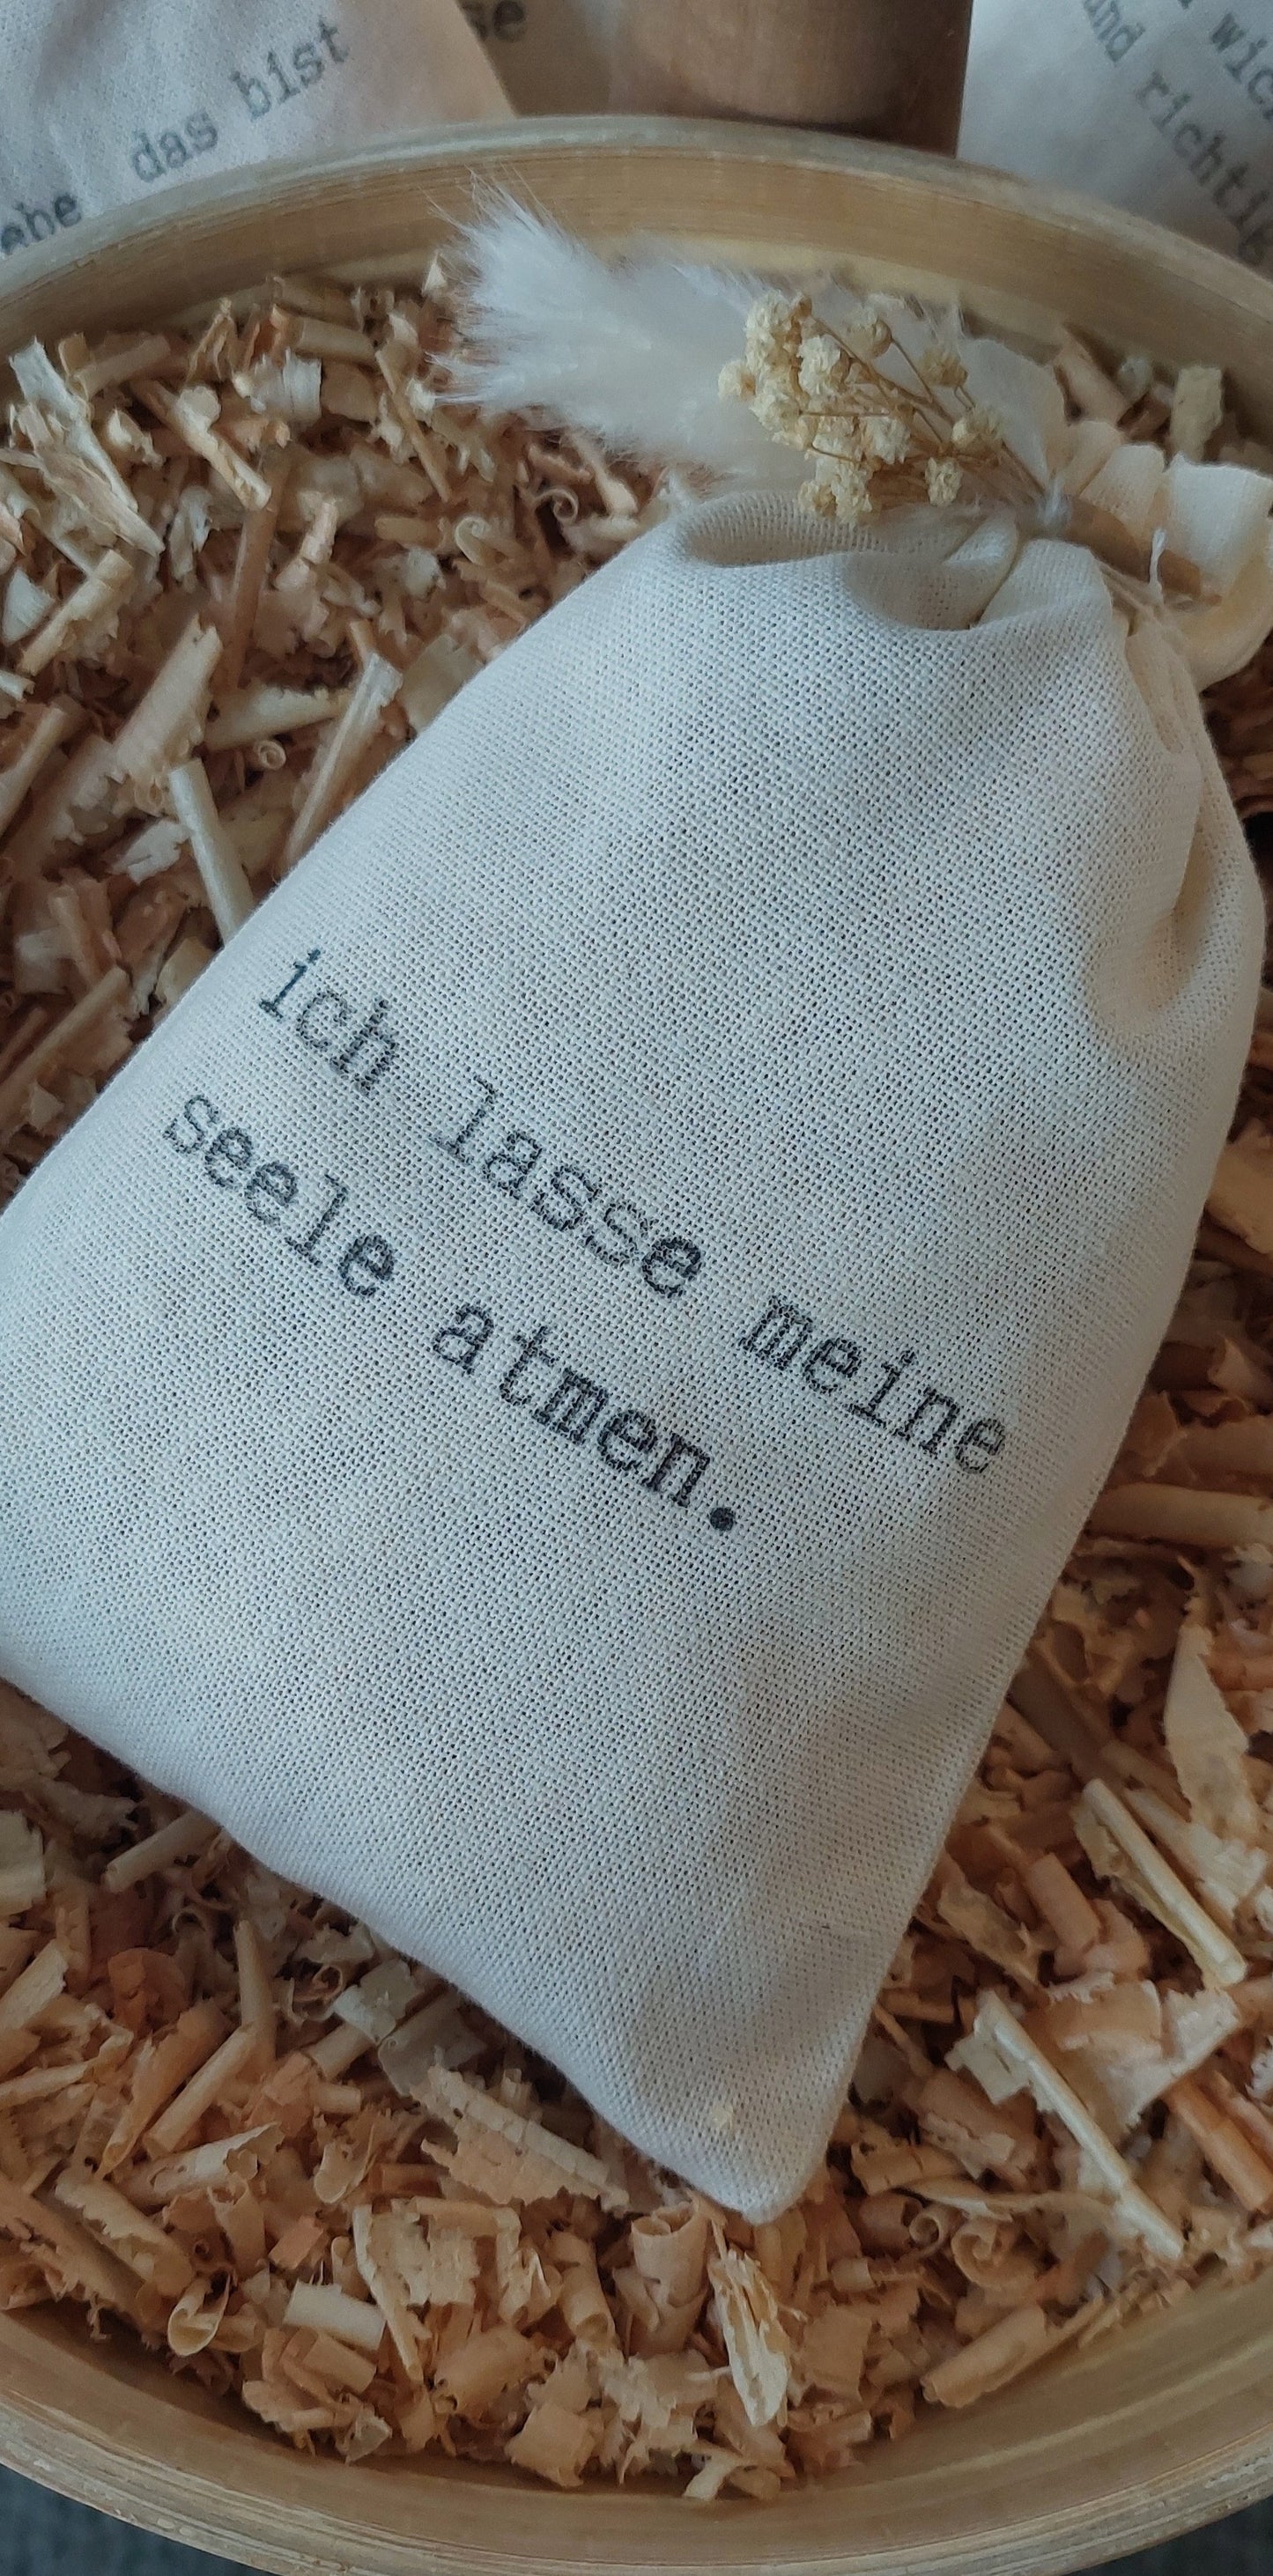 das bist
ich lasse meine
seele atmen.